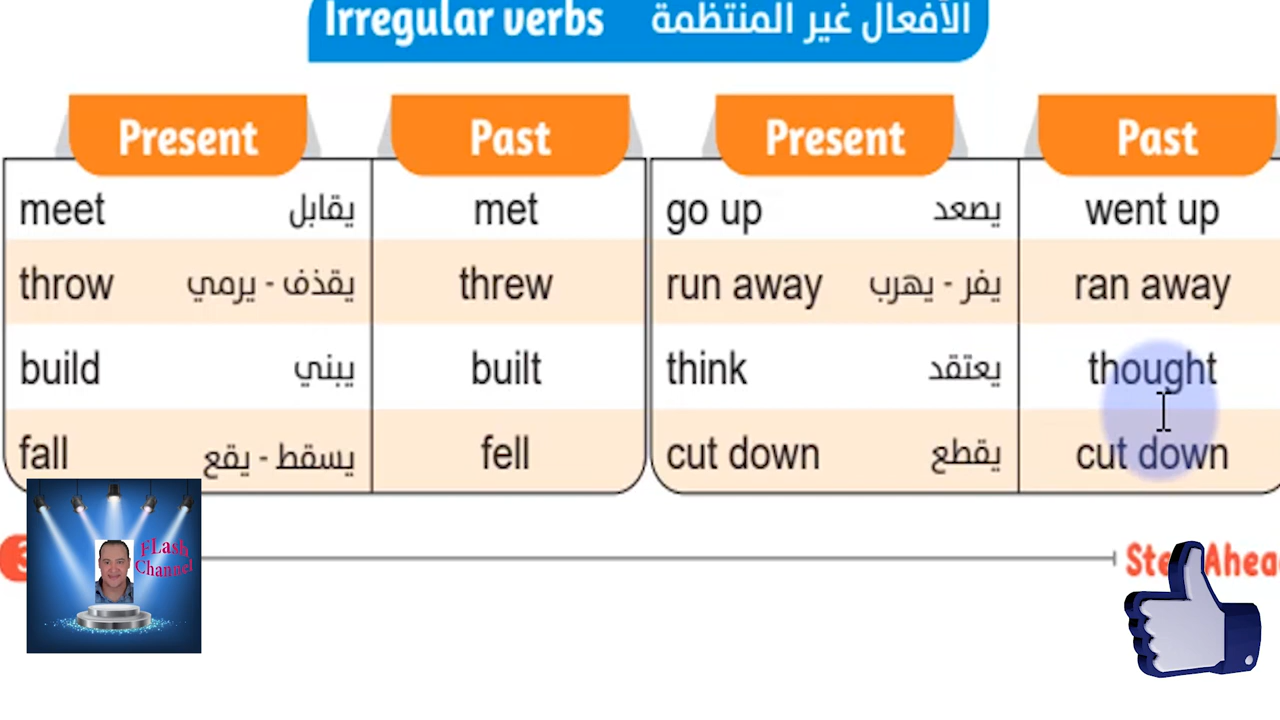 Irregular verbs الأفعال غير المنتظمة
Present Past Present Past
meet يقابل met go up يصعد went up
throw يقذف - يرمي threw run away يفر - يهرب ran away
build يبني built think يعتقد thought
fall يسقط - يقع fell cut down يقطع cut down
FLash
Channel